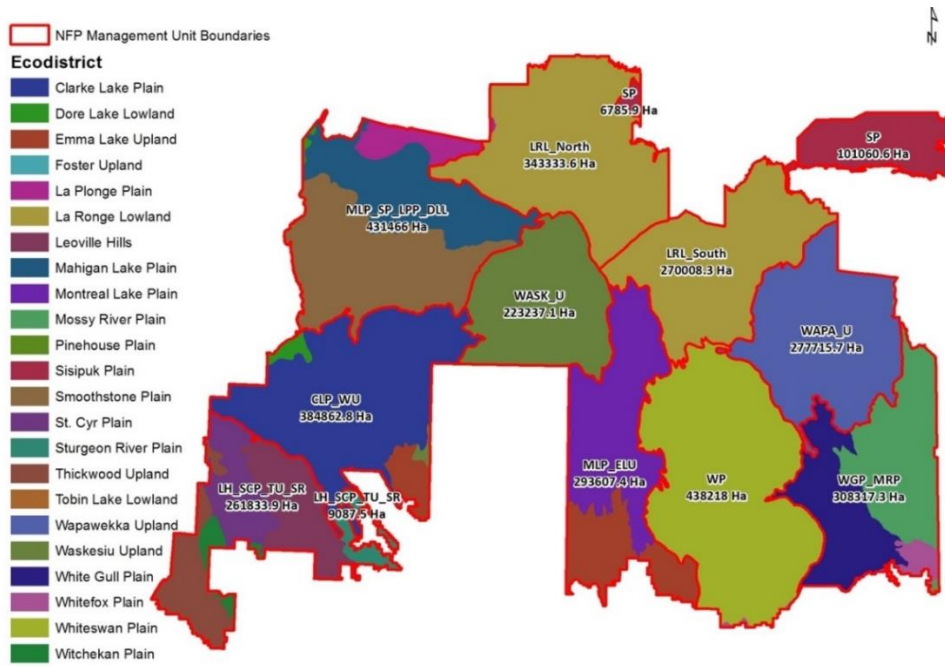 NFP Management Unit Boundaries
Ecodistrict
Clarke Lake Plain
Dore Lake Lowland
Emma Lake Upland
Foster Upland
La Plonge Plain
La Ronge Lowland
Leoville Hills
Mahigan Lake Plain
Montreal Lake Plain
Mossy River Plain
Pinehouse Plain
Sisipuk Plain
Smoothstone Plain
St. Cyr Plain
Sturgeon River Plain
Thickwood Upland
Tobin Lake Lowland
Wapawekka Upland
Waskesiu Upland
White Gull Plain
Whitefox Plain
Whiteswan Plain
Witchekan Plain
N
SP
6785.9 Ha
SP
101060.6 Ha
LRL_North
343333.6 Ha
MLP_SP_LPP_DLL
431466 Ha
LRL_South
270008.3 Ha
WASK_U
223237.1 Ha
WAPA_U
277715.7 Ha
CLP_WU
384862.8 Ha
LH_SCP_TU_SR
261833.9 Ha
LH_SCP_TU_SR
9087.5 Ha
MLP_ELU
293607.4 Ha
WP
438218 Ha
WGP_MRP
308317.3 Ha